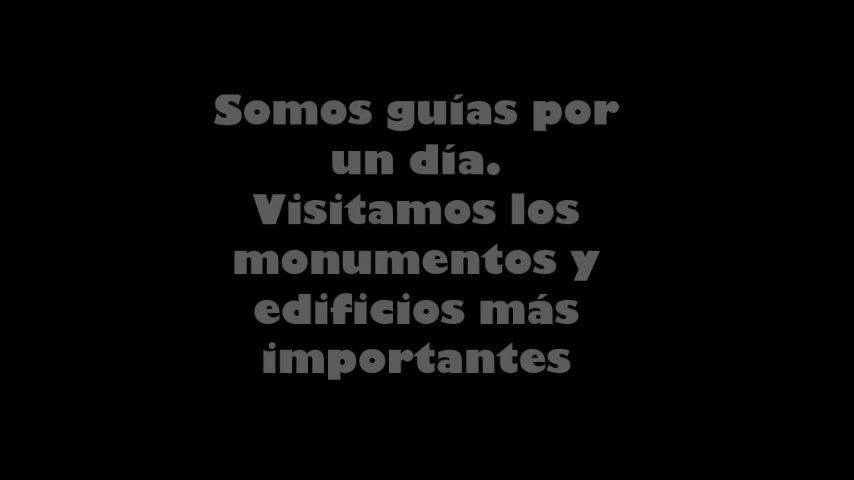 Somos guías por
un día.
Visitamos los
monumentos y
edificios más
importantes